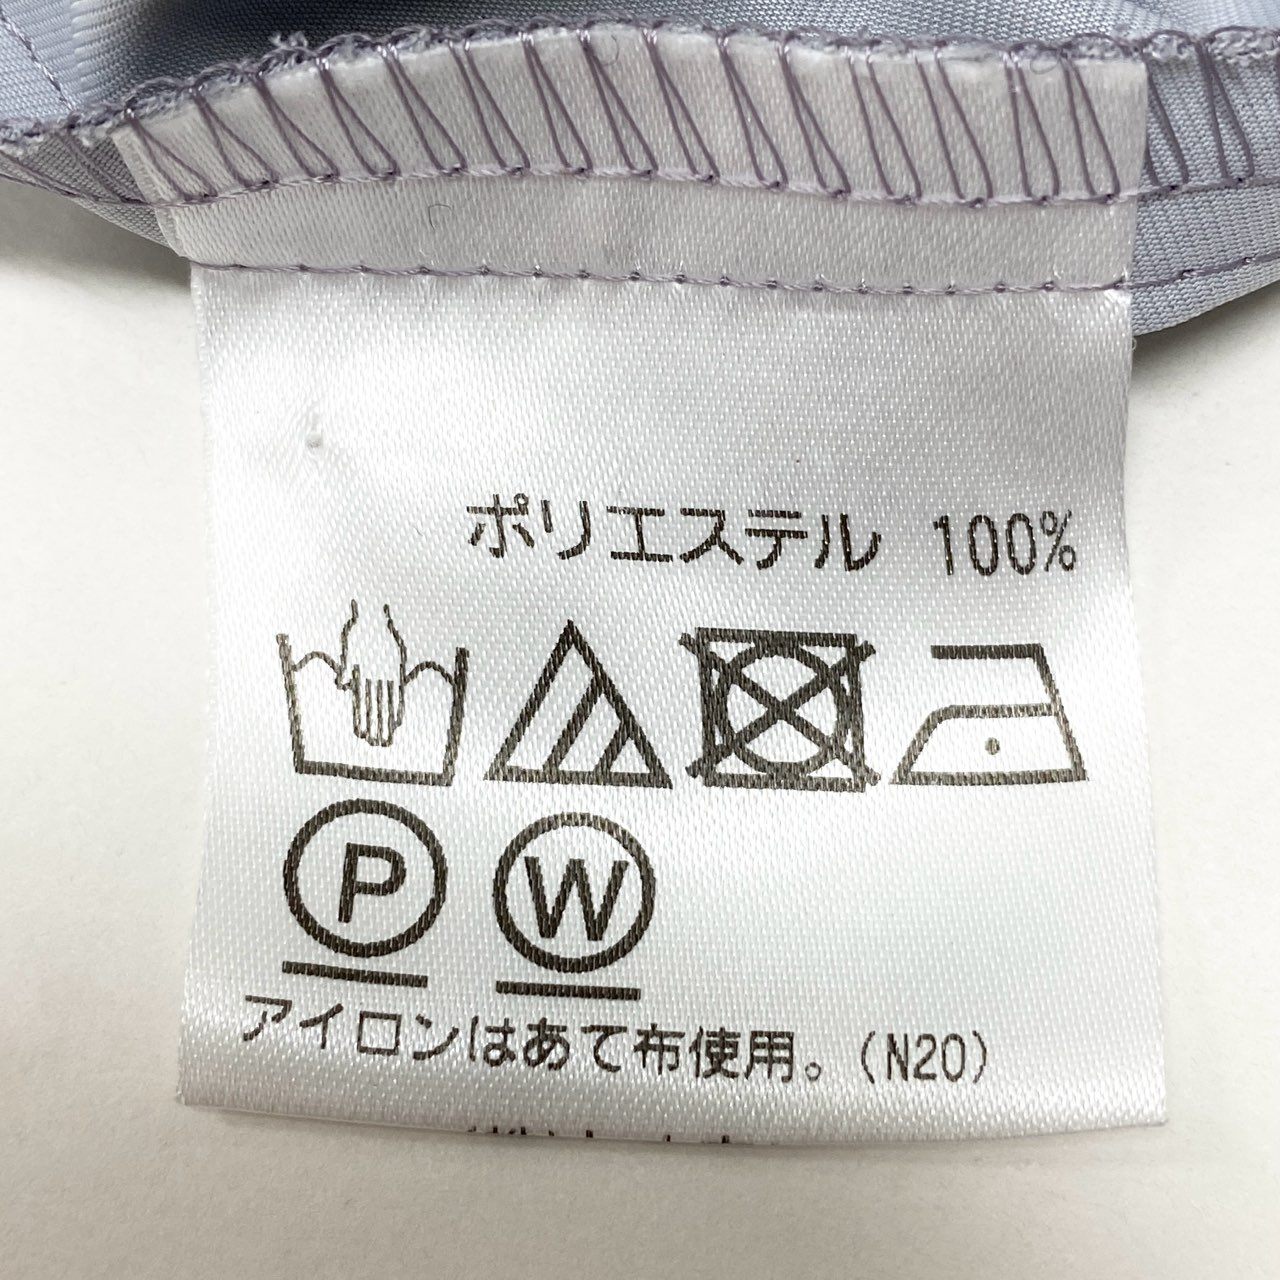 ポリエステル 100%
P W
アイロンはあて布使用。(N20)